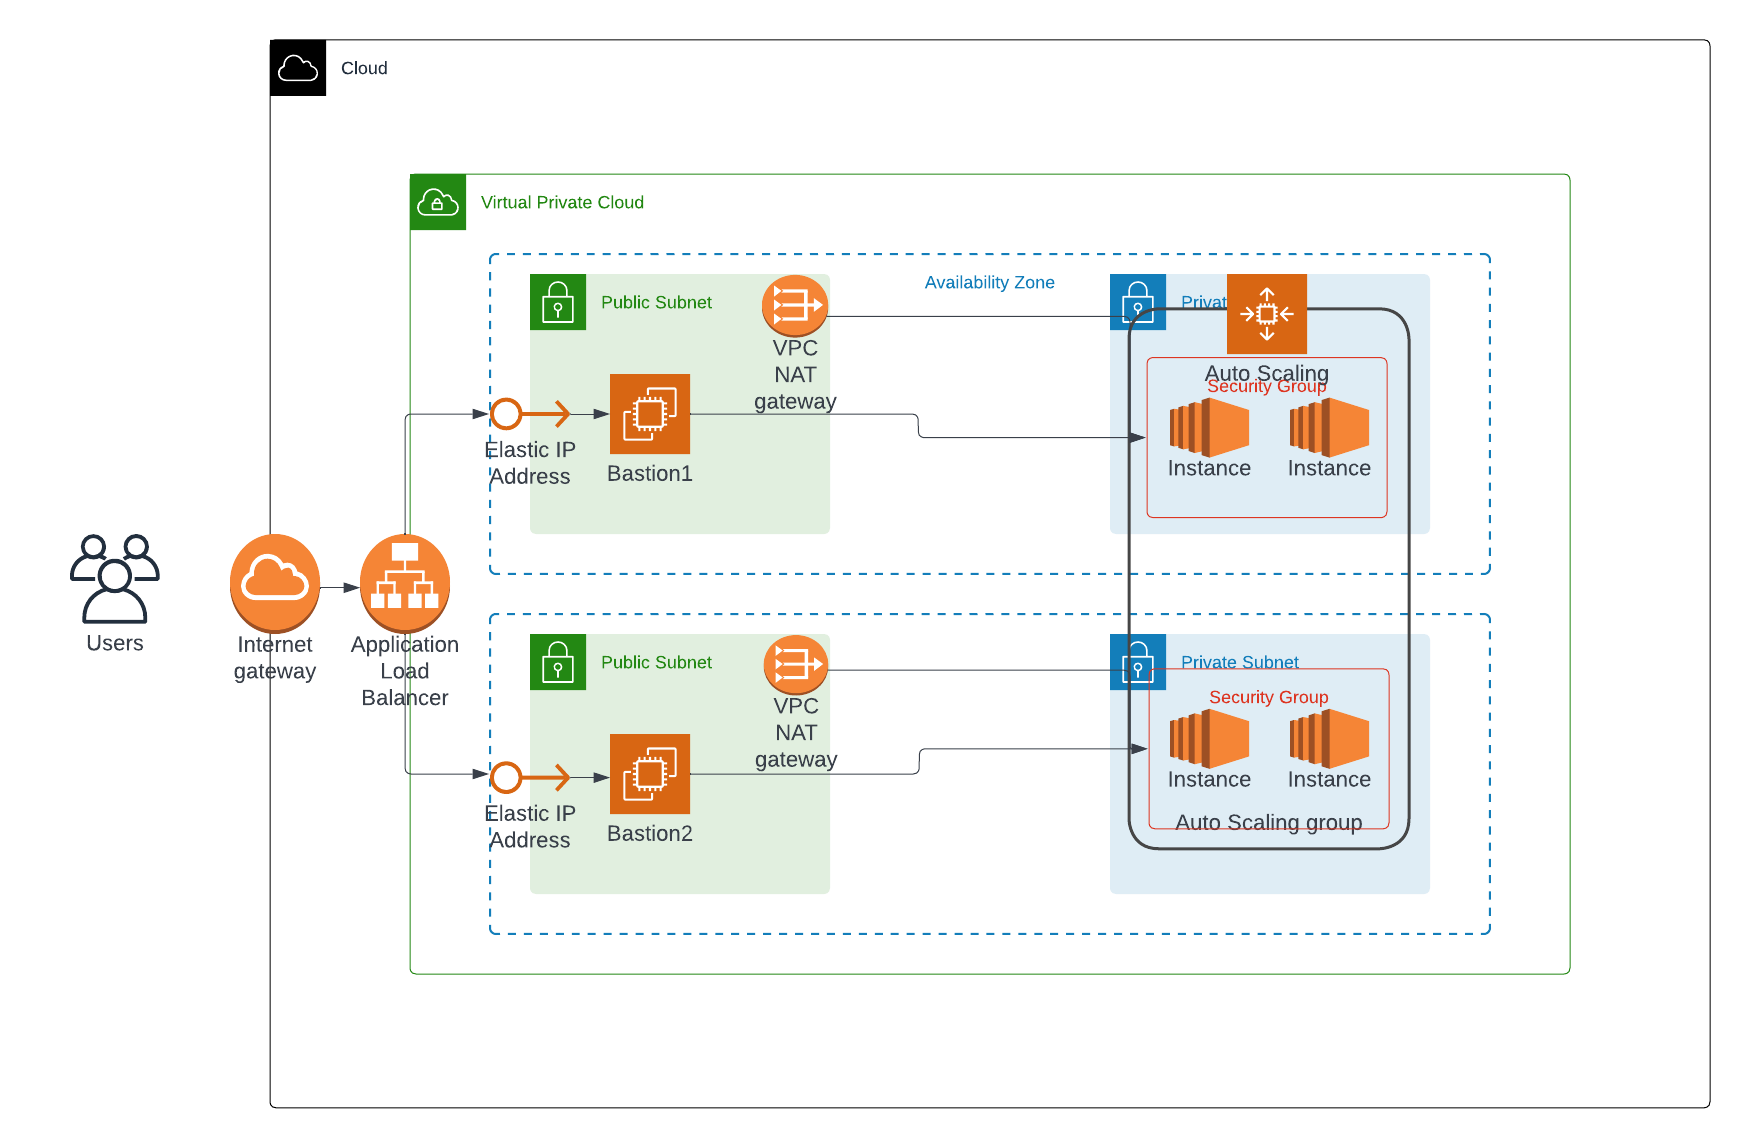 Cloud
Virtual Private Cloud
Availability Zone
Public Subnet
VPC
NAT
gateway
Privat
Auto Scaling
Security Group
Instance
Instance
Elastic IP
Address
Bastion1
Users
Internet
gateway
Application
Load
Balancer
Public Subnet
VPC
NAT
gateway
Private Subnet
Security Group
Instance
Instance
Auto Scaling group
Elastic IP
Address
Bastion2